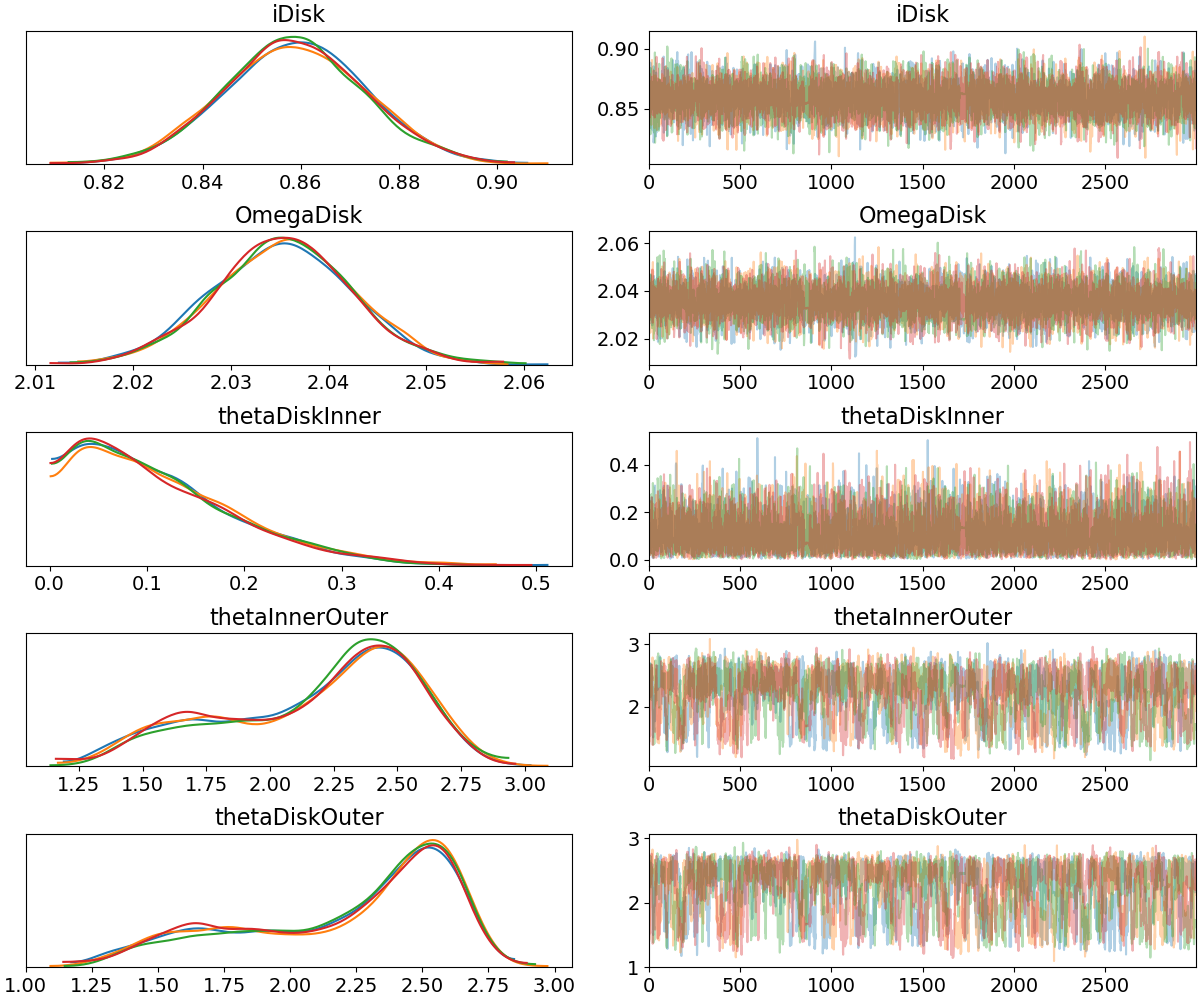 iDisk iDisk
0.90
0.85
0.82 0.84 0.86 0.88 0.90 0 500 1000 1500 2000 2500
OmegaDisk OmegaDisk
2.06
2.04
2.02
2.01 2.02 2.03 2.04 2.05 2.06 0 500 1000 1500 2000 2500
thetaDiskInner thetaDiskInner
0.4
0.2
0.0
0.0 0.1 0.2 0.3 0.4 0.5 0 500 1000 1500 2000 2500
thetaInnerOuter thetaInnerOuter
3
2
1.25 1.50 1.75 2.00 2.25 2.50 2.75 3.00 0 500 1000 1500 2000 2500
thetaDiskOuter thetaDiskOuter
3
2
1
1.00 1.25 1.50 1.75 2.00 2.25 2.50 2.75 3.00 0 500 1000 1500 2000 2500